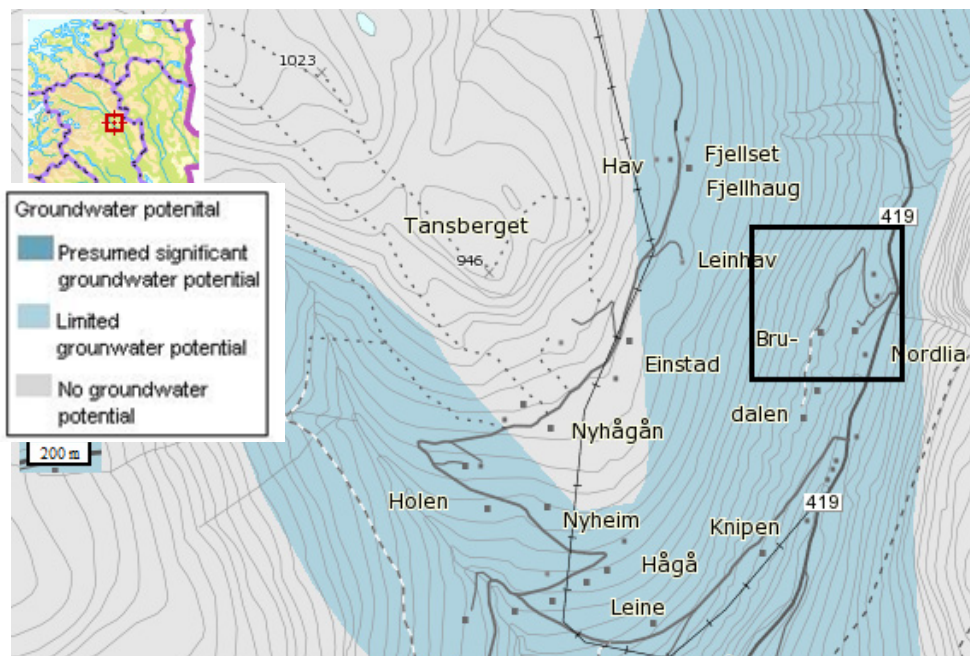 1023
Groundwater potenital
Presumed significant
groundwater potential
Limited
grounwater potential
No groundwater
potential
200 m
Hav
Fjellset
Fjellhaug
Tansberget
946
419
Leinhav
Bru-
Nordlia
Einstad
dalen
Nyhågån
Holen
Nyheim
Knipen
419
Hågå
Leine